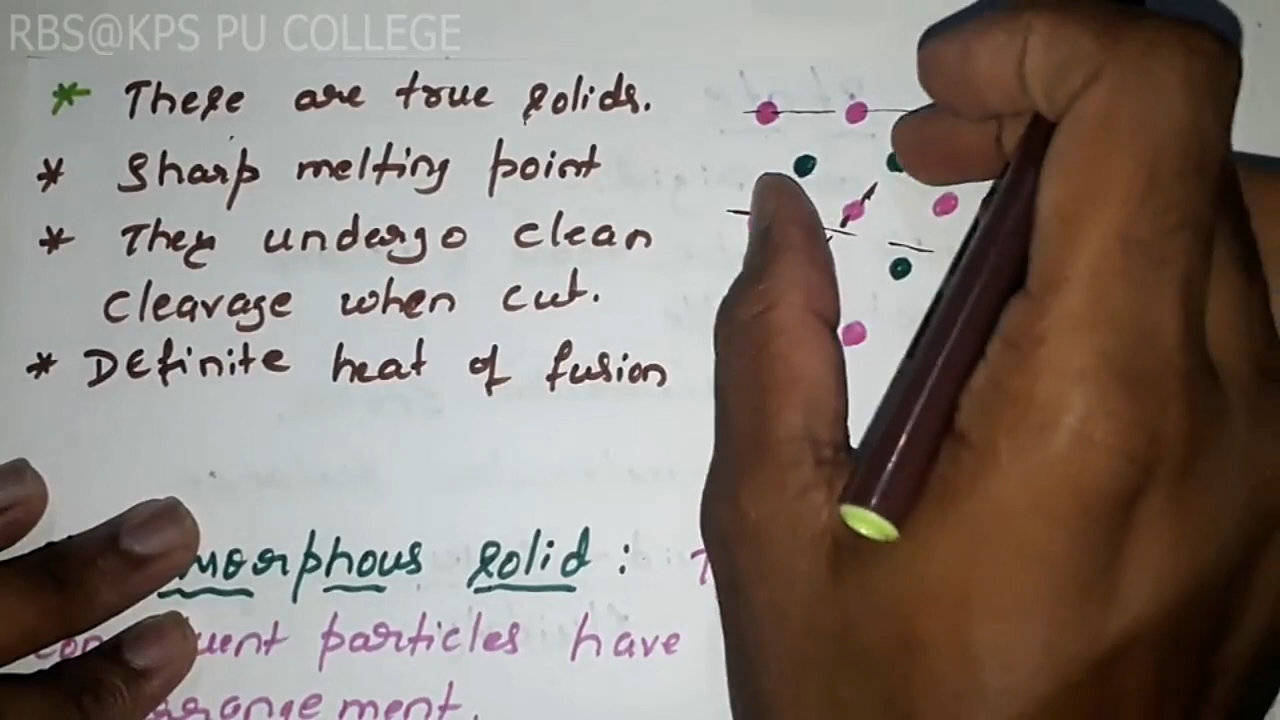 RBS@KPS PU COLLEGE
* These are true solids.
* Sharp melting point
* They undergo clean
cleavage when cut.
* Definite heat of fusion
solid :
particles have